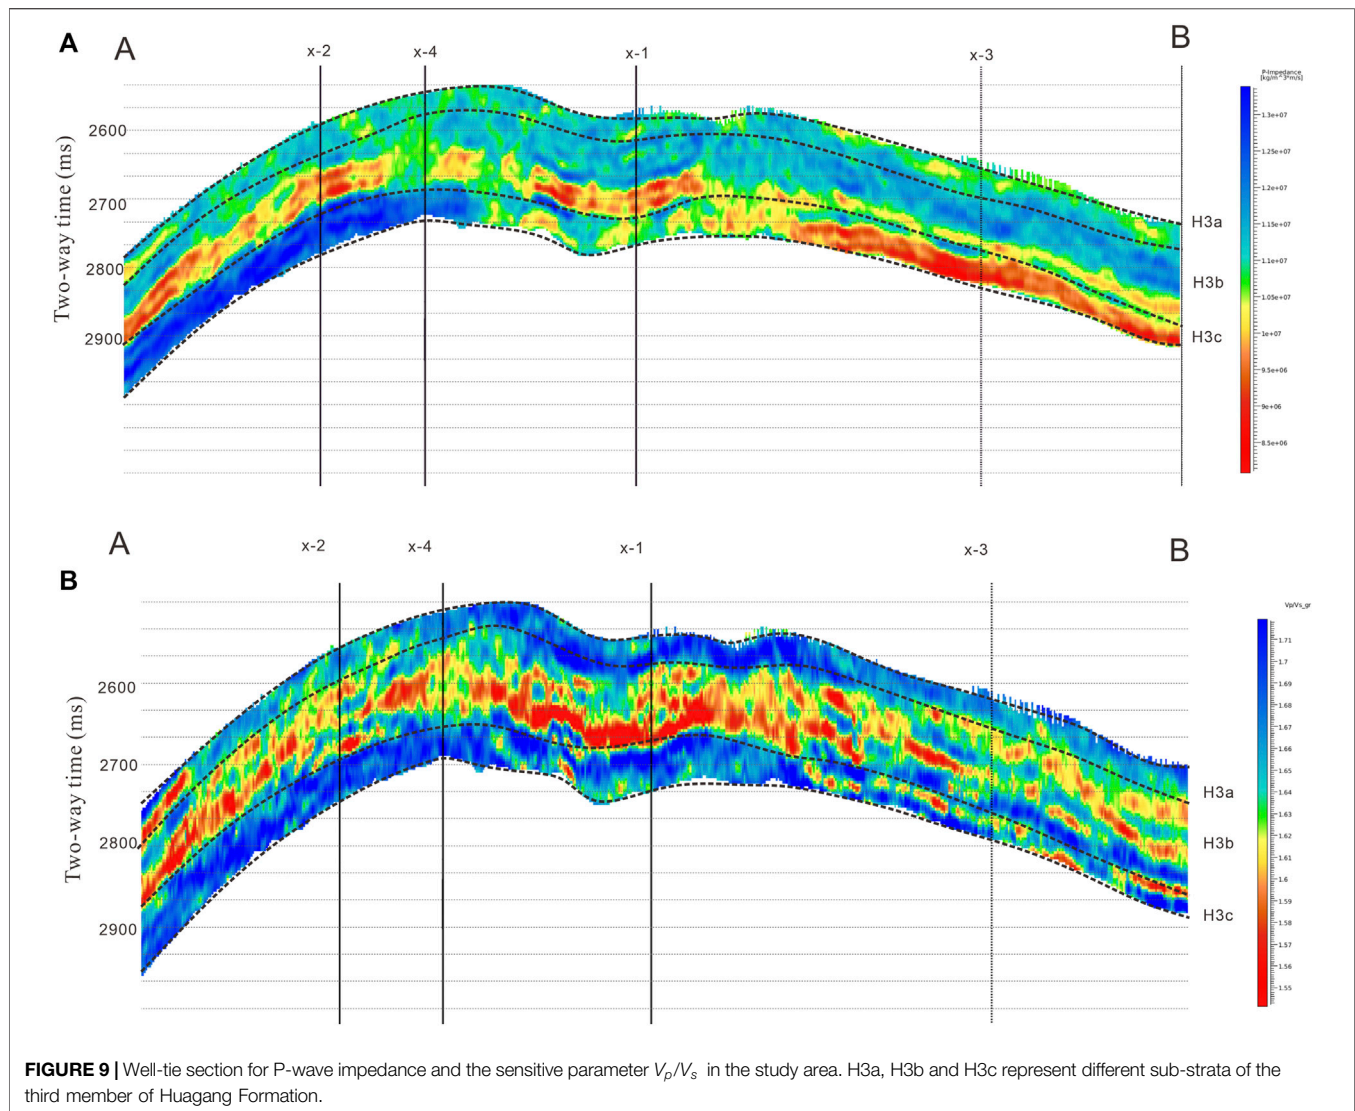 A
A
x-2
x-4
x-1
x-3
B
P-Impedance
[kg/m^3*m/s]
Two-way time (ms)
2600
2700
2800
2900
H3a
H3b
H3c
1.3e+07
1.25e+07
1.2e+07
1.15e+07
1.1e+07
1.05e+07
1e+07
9.5e+06
9e+06
8.5e+06
A
x-2
x-4
x-1
x-3
B
B
Vp/Vs_gr
Two-way time (ms)
2600
2700
2800
2900
H3a
H3b
H3c
1.71
1.7
1.69
1.68
1.67
1.66
1.65
1.64
1.63
1.62
1.61
1.6
1.59
1.58
1.57
1.56
1.55
FIGURE 9 | Well-tie section for P-wave impedance and the sensitive parameter Vp/Vs in the study area. H3a, H3b and H3c represent different sub-strata of the
third member of Huagang Formation.